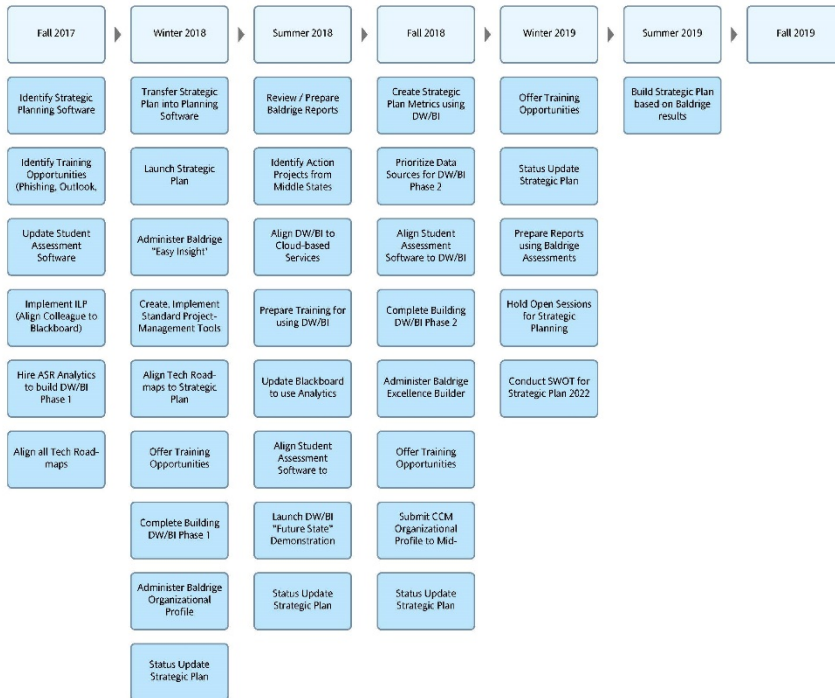 Fall 2017
Winter 2018
Summer 2018
Fall 2018
Winter 2019
Summer 2019
Fall 2019
Identify Strategic
Planning Software
Identify Training
Opportunities
(Phishing, Outlook,
Update Student
Assessment
Software
Implement ILP
(Align Colleague to
Blackboard)
Hire ASR Analytics
to build DW/BI
Phase 1
Align all Tech Road-
maps
Transfer Strategic
Plan into Planning
Software
Launch Strategic
Plan
Administer Baldrige
"Easy Insight'
Create, Implement
Standard Project-
Management Tools
Align Tech Road-
maps to Strategic
Plan
Offer Training
Opportunities
Complete Building
DW/BI Phase 1
Administer Baldrige
Organizational
Profile
Status Update
Strategic Plan
Review / Prepare
Baldrige Reports
Identify Action
Projects from
Middle States
Align DW/BI to
Cloud-based
Services
Prepare Training for
using DW/BI
Update Blackboard
to use Analytics
Align Student
Assessment
Software to
Launch DW/BI
"Future State"
Demonstration
Status Update
Strategic Plan
Create Strategic
Plan Metrics using
DW/BI
Prioritize Data
Sources for DW/BI
Phase 2
Align Student
Assessment
Software to DW/BI
Complete Building
DW/BI Phase 2
Administer Baldrige
Excellence Builder
Offer Training
Opportunities
Submit CCM
Organizational
Profile to Mid-
Status Update
Strategic Plan
Offer Training
Opportunities
Status Update
Strategic Plan
Prepare Reports
using Baldrige
Assessments
Hold Open Sessions
for Strategic
Planning
Conduct SWOT for
Strategic Plan 2022
Build Strategic Plan
based on Baldrige
results